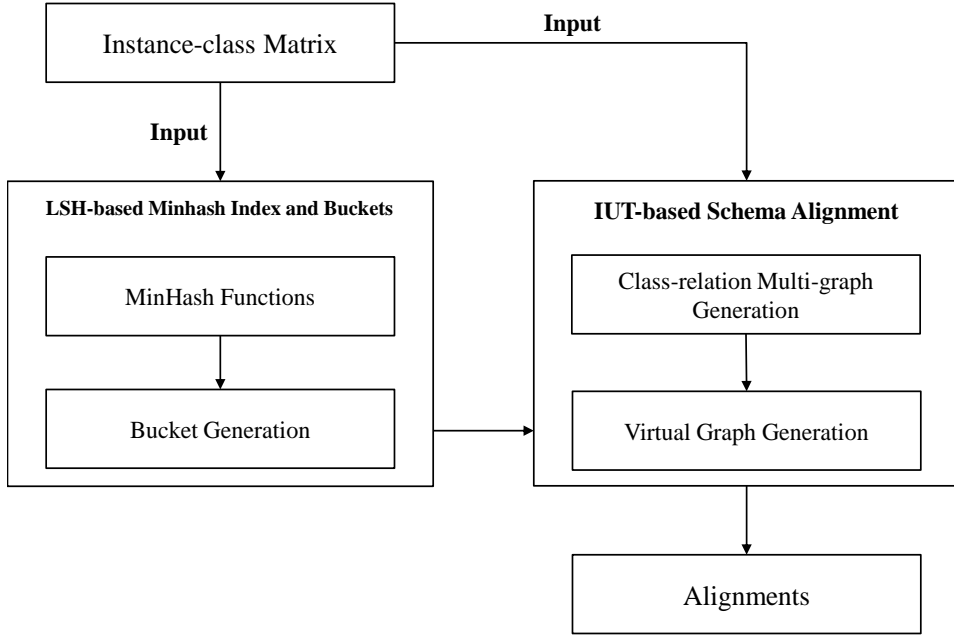 Instance-class Matrix
Input
Input
LSH-based Minhash Index and Buckets
MinHash Functions
Bucket Generation
IUT-based Schema Alignment
Class-relation Multi-graph
Generation
Virtual Graph Generation
Alignments